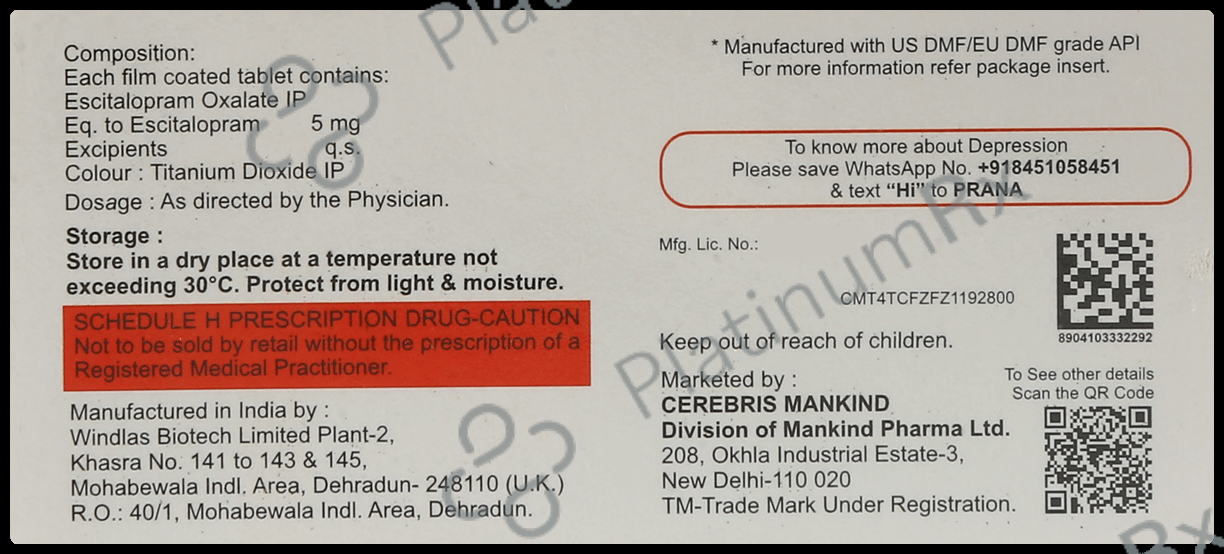 Composition:
Each film coated tablet contains:
Escitalopram Oxalate IP
Eq. to Escitalopram 5 mg
Excipients q.s.
Colour : Titanium Dioxide IP
Dosage : As directed by the Physician.
Storage :
Store in a dry place at a temperature not
exceeding 30°C. Protect from light & moisture.
SCHEDULE H PRESCRIPTION DRUG-CAUTION
Not to be sold by retail without the prescription of a
Registered Medical Practitioner.
Manufactured in India by :
Windlas Biotech Limited Plant-2,
Khasra No. 141 to 143 & 145,
Mohabewala Indl. Area, Dehradun- 248110 (U.K.)
R.O.: 40/1, Mohabewala Indl. Area, Dehradun.
* Manufactured with US DMF/EU DMF grade API
For more information refer package insert.
To know more about Depression
Please save WhatsApp No. +918451058451
& text “Hi” to PRANA
Mfg. Lic. No.:
CMT4TCFZFZ1192800
8904103332292
Keep out of reach of children.
To See other details
Scan the QR Code
Marketed by :
CEREBRIS MANKIND
Division of Mankind Pharma Ltd.
208, Okhla Industrial Estate-3,
New Delhi-110 020
TM-Trade Mark Under Registration.
PlatinumRx
Platin
Rx